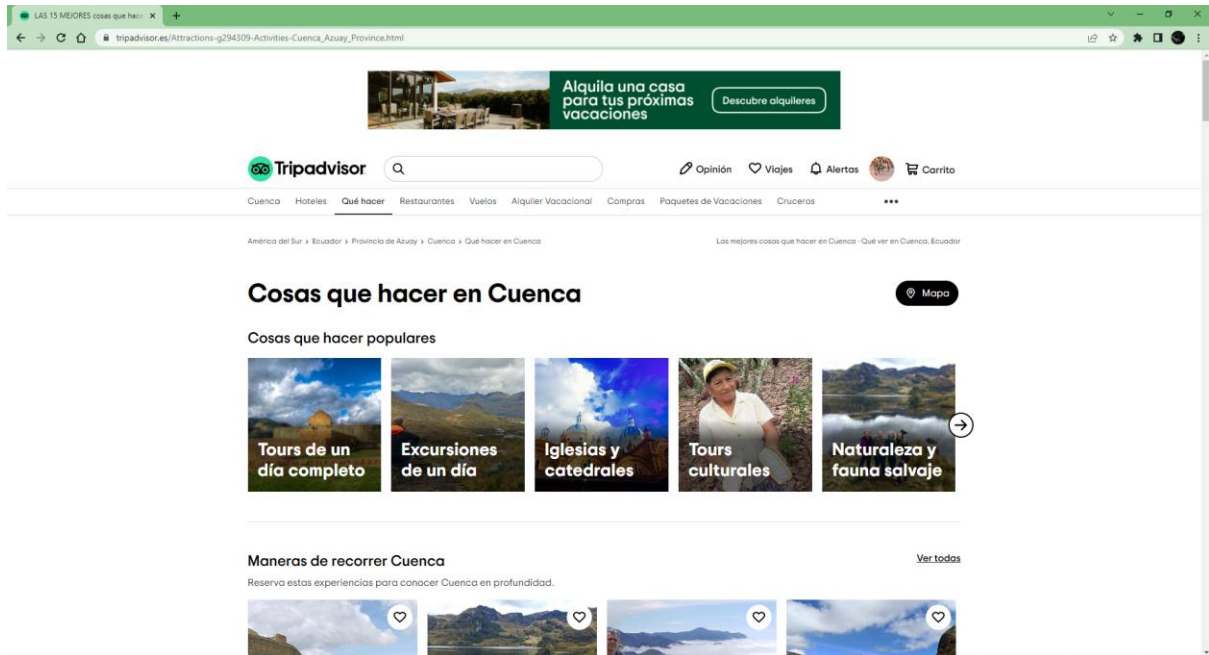 LAS 15 MEJORES cosas que hace
tripadvisor.es/Attractions-g294309-Activities-Cuenca_Azuay_Province.html
Alquila una casa
para tus próximas
vacaciones
Descubre alquileres
Tripadvisor
Opinión
Viajes
Alertas
Carrito
Cuenca Hoteles Qué hacer Restaurantes Vuelos Alquiler Vacacional Compras Paquetes de Vacaciones Cruceros
América del Sur > Ecuador > Provincia de Azuay > Cuenca > Qué hacer en Cuenca
Las mejores cosas que hacer en Cuenca - Qué ver en Cuenca, Ecuador
Cosas que hacer en Cuenca
Mapa
Cosas que hacer populares
Tours de un
día completo
Excursiones
de un día
Iglesias y
catedrales
Tours
culturales
Naturaleza y
fauna salvaje
Maneras de recorrer Cuenca
Ver todas
Reserva estas experiencias para conocer Cuenca en profundidad.